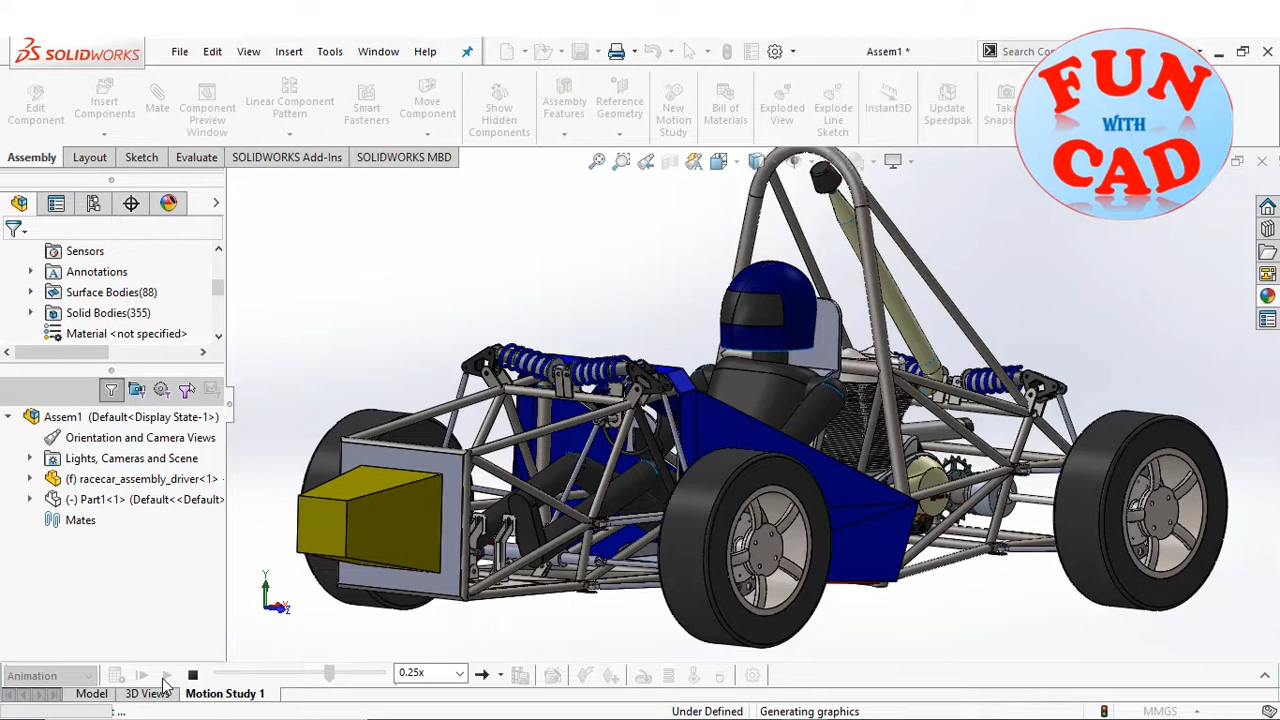 SOLIDWORKS File Edit View Insert Tools Window Help Assem1 *
Edit Component
Insert Components
Mate
Component Preview Window
Linear Component Pattern
Smart Fasteners
Move Component
Show Hidden Components
Assembly Features
Reference Geometry
New Motion Study
Bill of Materials
Exploded View
Explode Line Sketch
Instant3D
Update Speedpak
FUN
WITH
CAD
Assembly Layout Sketch Evaluate SOLIDWORKS Add-Ins SOLIDWORKS MBD
Sensors
Annotations
Surface Bodies(88)
Solid Bodies(355)
Material <not specified>
Assem1 (Default<Display State-1>)
Orientation and Camera Views
Lights, Cameras and Scene
(f) racecar_assembly_driver<1>
(-) Part1<1> (Default<<Default>
Mates
Y
Z
Animation 0.25x
Model 3D Views Motion Study 1
: ... Under Defined Generating graphics MMGS